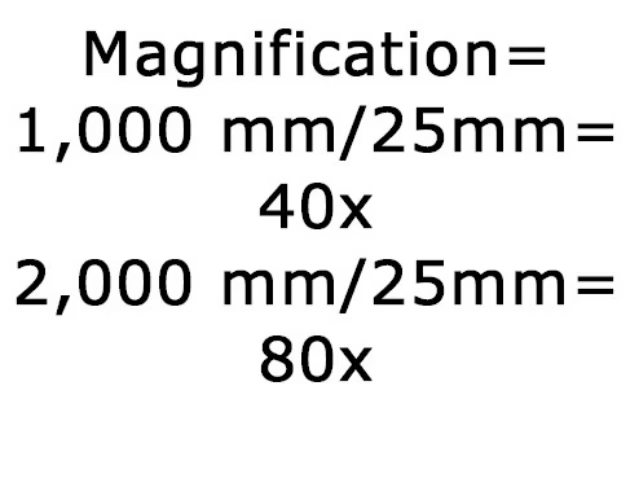 Magnification=
1,000 mm/25mm=
40x
2,000 mm/25mm=
80x